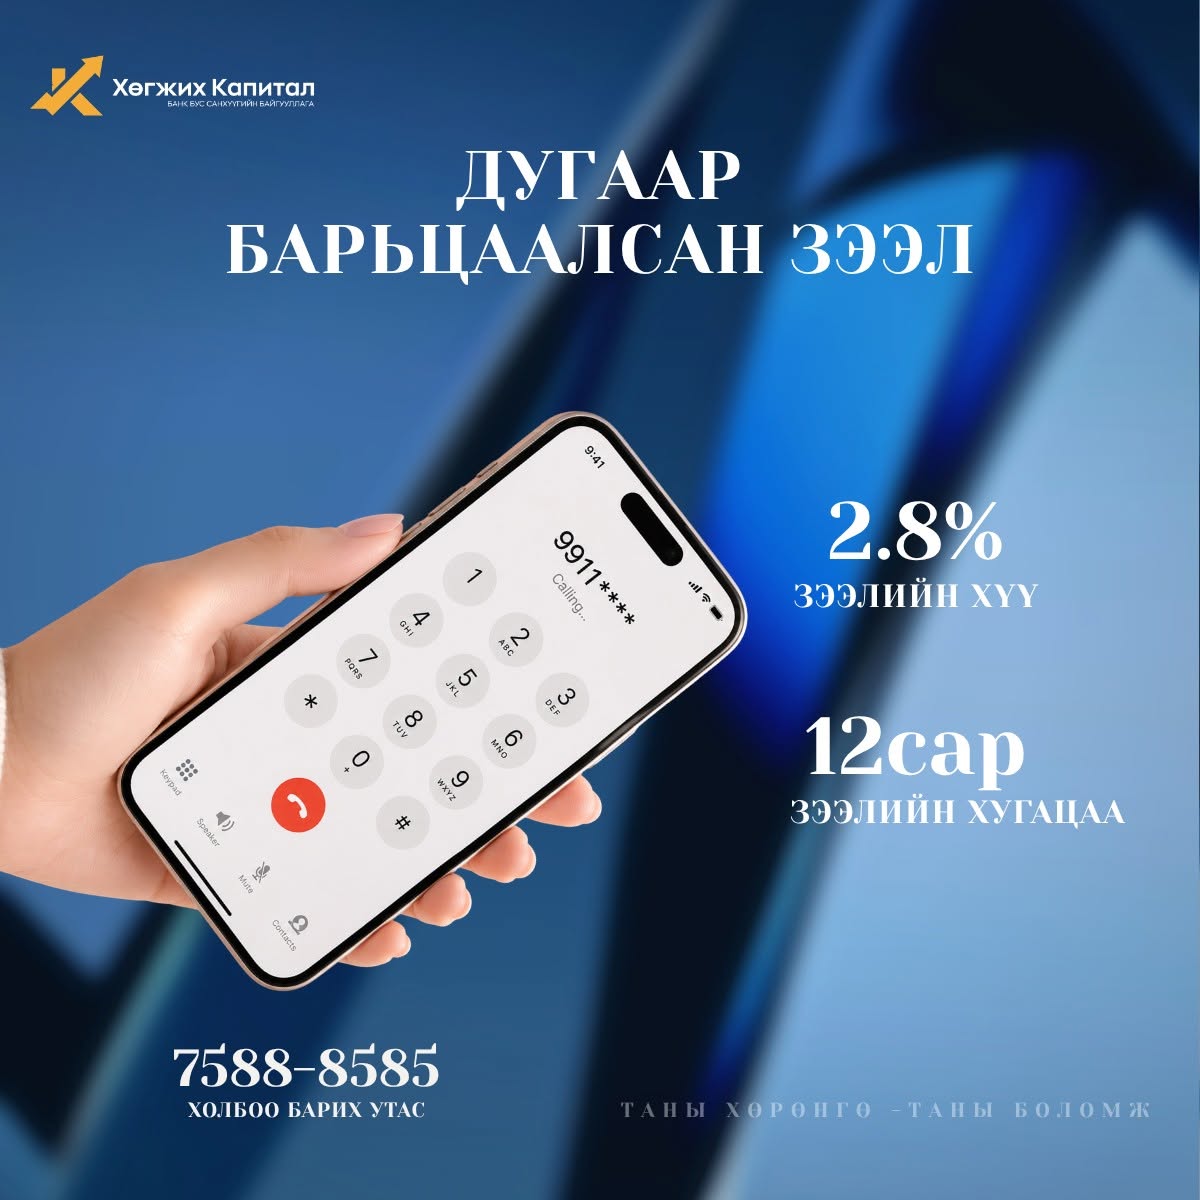 Хөгжих Капитал
БАНК БУС САНХҮҮГИЙН БАЙГУУЛЛАГА
ДУГААР
БАРЬЦААЛСАН ЗЭЭЛ
9:41
9911****
Calling...
1
2
ABC
3
DEF
4
GHI
5
JKL
6
MNO
7
PQRS
8
TUV
9
WXYZ
*
0
+
#
Keypad
Speaker
Mute
Contacts
2.8%
ЗЭЭЛИЙН ХҮҮ
12сар
ЗЭЭЛИЙН ХУГАЦАА
7588-8585
ХОЛБОО БАРИХ УТАС
ТАНЫ ХӨРӨНГӨ -ТАНЫ БОЛОМЖ